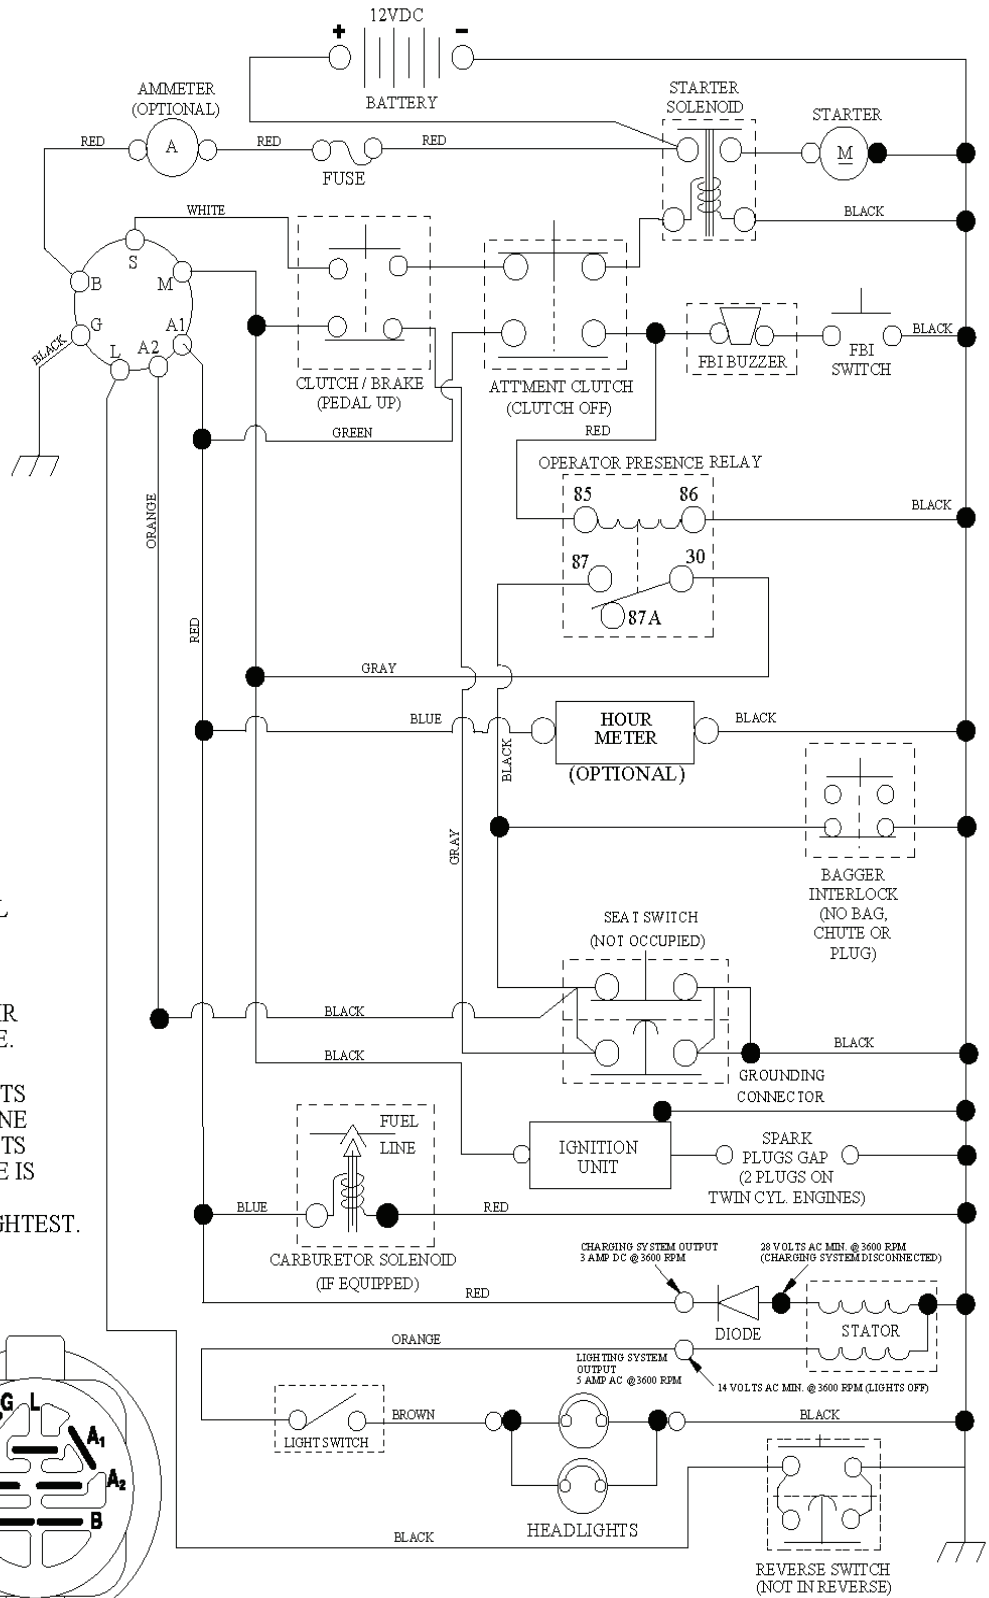 12VDC
+
-
BATTERY
AMMETER
(OPTIONAL)
STARTER
SOLENOID
STARTER
RED
A
RED
RED
M
FUSE
WHITE
BLACK
S
B
M
G
A1
BLACK
L
A2
BLACK
FBI BUZZER
FBI
SWITCH
CLUTCH / BRAKE
(PEDAL UP)
ATT'MENT CLUTCH
(CLUTCH OFF)
GREEN
RED
OPERATOR PRESENCE RELAY
85
86
BLACK
ORANGE
87
30
87A
RED
GRAY
BLUE
HOUR
METER
BLACK
(OPTIONAL)
BLACK
GRAY
BAGGER
INTERLOCK
(NO BAG,
CHUTE OR
PLUG)
L
SEAT SWITCH
(NOT OCCUPIED)
IR
BLACK
E.
BLACK
BLACK
GROUNDING
CONNECTOR
TS
NE
TS
E IS
GHTEST.
FUEL
LINE
IGNITION
UNIT
SPARK
PLUGS GAP
(2 PLUGS ON
TWIN CYL. ENGINES)
BLUE
RED
CARBURETOR SOLENOID
(IF EQUIPPED)
CHARGING SYSTEM OUTPUT
3 AMP DC @ 3600 RPM
28 VOLTS AC MIN. @ 3600 RPM
(CHARGING SYSTEM DISCONNECTED)
RED
DIODE
STATOR
ORANGE
LIGHTING SYSTEM
OUTPUT
5 AMP AC @ 3600 RPM
14 VOLTS AC MIN. @ 3600 RPM (LIGHTS OFF)
BROWN
BLACK
LIGHT SWITCH
G
L
A1
A2
B
HEADLIGHTS
BLACK
REVERSE SWITCH
(NOT IN REVERSE)